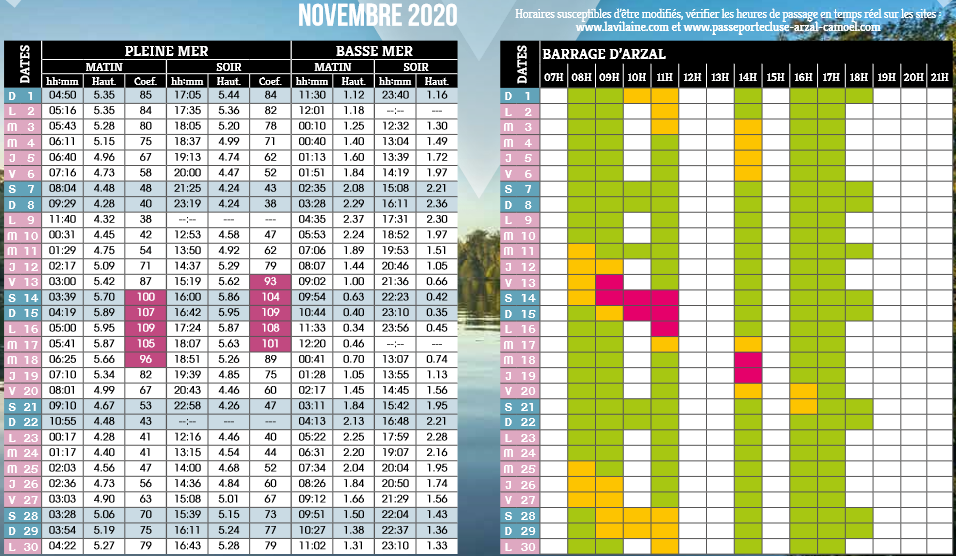 NOVEMBRE 2020
Horaires susceptibles d'être modifiés, vérifier les heures de passage en temps réel sur les sites :
www.lavilaine.com et www.passeportecluse-arzal-camoel.com
DATES PLEINE MER BASSE MER
MATIN SOIR MATIN SOIR
hh:mm Haut. Coef. hh:mm Haut. Coef. hh:mm Haut. hh:mm Haut.
D 1 04:50 5.35 85 17:05 5.44 84 11:30 1.12 23:40 1.16
L 2 05:16 5.35 84 17:35 5.36 82 12:01 1.18 --:-- ---
M 3 05:43 5.28 80 18:05 5.20 78 00:10 1.25 12:32 1.30
M 4 06:11 5.15 75 18:37 4.99 71 00:40 1.40 13:04 1.49
J 5 06:40 4.96 67 19:13 4.74 62 01:13 1.60 13:39 1.72
V 6 07:16 4.73 58 20:00 4.47 52 01:51 1.84 14:19 1.97
S 7 08:04 4.48 48 21:25 4.24 43 02:35 2.08 15:08 2.21
D 8 09:29 4.28 40 23:19 4.24 38 03:28 2.29 16:11 2.36
L 9 11:40 4.32 38 --:-- --- --- 04:35 2.37 17:31 2.30
M 10 00:31 4.45 42 12:53 4.58 47 05:53 2.24 18:52 1.97
M 11 01:29 4.75 54 13:50 4.92 62 07:06 1.89 19:53 1.51
J 12 02:17 5.09 71 14:37 5.29 79 08:07 1.44 20:46 1.05
V 13 03:00 5.42 87 15:19 5.62 93 09:02 1.00 21:36 0.66
S 14 03:39 5.70 100 16:00 5.86 104 09:54 0.63 22:23 0.42
D 15 04:19 5.89 107 16:42 5.95 109 10:44 0.40 23:10 0.35
L 16 05:00 5.95 109 17:24 5.87 108 11:33 0.34 23:56 0.45
M 17 05:41 5.87 105 18:07 5.63 101 12:20 0.46 --:-- ---
M 18 06:25 5.66 96 18:51 5.26 89 00:41 0.70 13:07 0.74
J 19 07:10 5.34 82 19:39 4.85 75 01:28 1.05 13:55 1.13
V 20 08:01 4.99 67 20:43 4.46 60 02:17 1.45 14:45 1.56
S 21 09:10 4.67 53 22:58 4.26 47 03:11 1.84 15:42 1.95
D 22 10:55 4.48 43 --:-- --- --- 04:13 2.13 16:48 2.21
L 23 00:17 4.28 41 12:16 4.46 40 05:22 2.25 17:59 2.28
M 24 01:17 4.40 41 13:15 4.54 44 06:31 2.20 19:07 2.16
M 25 02:03 4.56 47 14:00 4.68 52 07:34 2.04 20:04 1.95
J 26 02:36 4.73 56 14:36 4.84 60 08:26 1.84 20:50 1.74
V 27 03:03 4.90 63 15:08 5.01 67 09:12 1.66 21:29 1.56
S 28 03:28 5.06 70 15:39 5.15 73 09:51 1.50 22:04 1.43
D 29 03:54 5.19 75 16:11 5.24 77 10:27 1.38 22:37 1.36
L 30 04:22 5.27 79 16:43 5.28 79 11:02 1.31 23:10 1.33
DATES BARRAGE D'ARZAL
07H 08H 09H 10H 11H 12H 13H 14H 15H 16H 17H 18H 19H 20H 21H
D 1
L 2
M 3
M 4
J 5
V 6
S 7
D 8
L 9
M 10
M 11
J 12
V 13
S 14
D 15
L 16
M 17
M 18
J 19
V 20
S 21
D 22
L 23
M 24
M 25
J 26
V 27
S 28
D 29
L 30